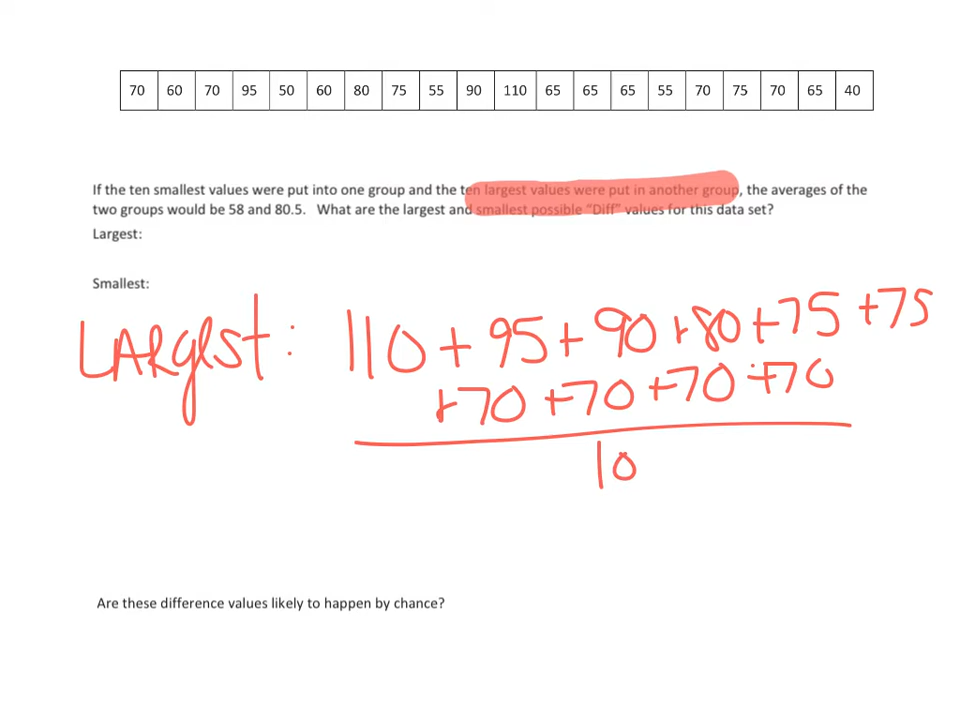 70 60 70 95 50 60 80 75 55 90 110 65 65 65 55 70 75 70 65 40
If the ten smallest values were put into one group and the ten largest values were put in another group, the averages of the
two groups would be 58 and 80.5. What are the largest and smallest possible "Diff" values for this data set?
Largest:
Smallest:
LARgest: 110 + 95 + 90 + 80 + 75 + 75
+ 70 + 70 + 70 + 70
10
Are these difference values likely to happen by chance?